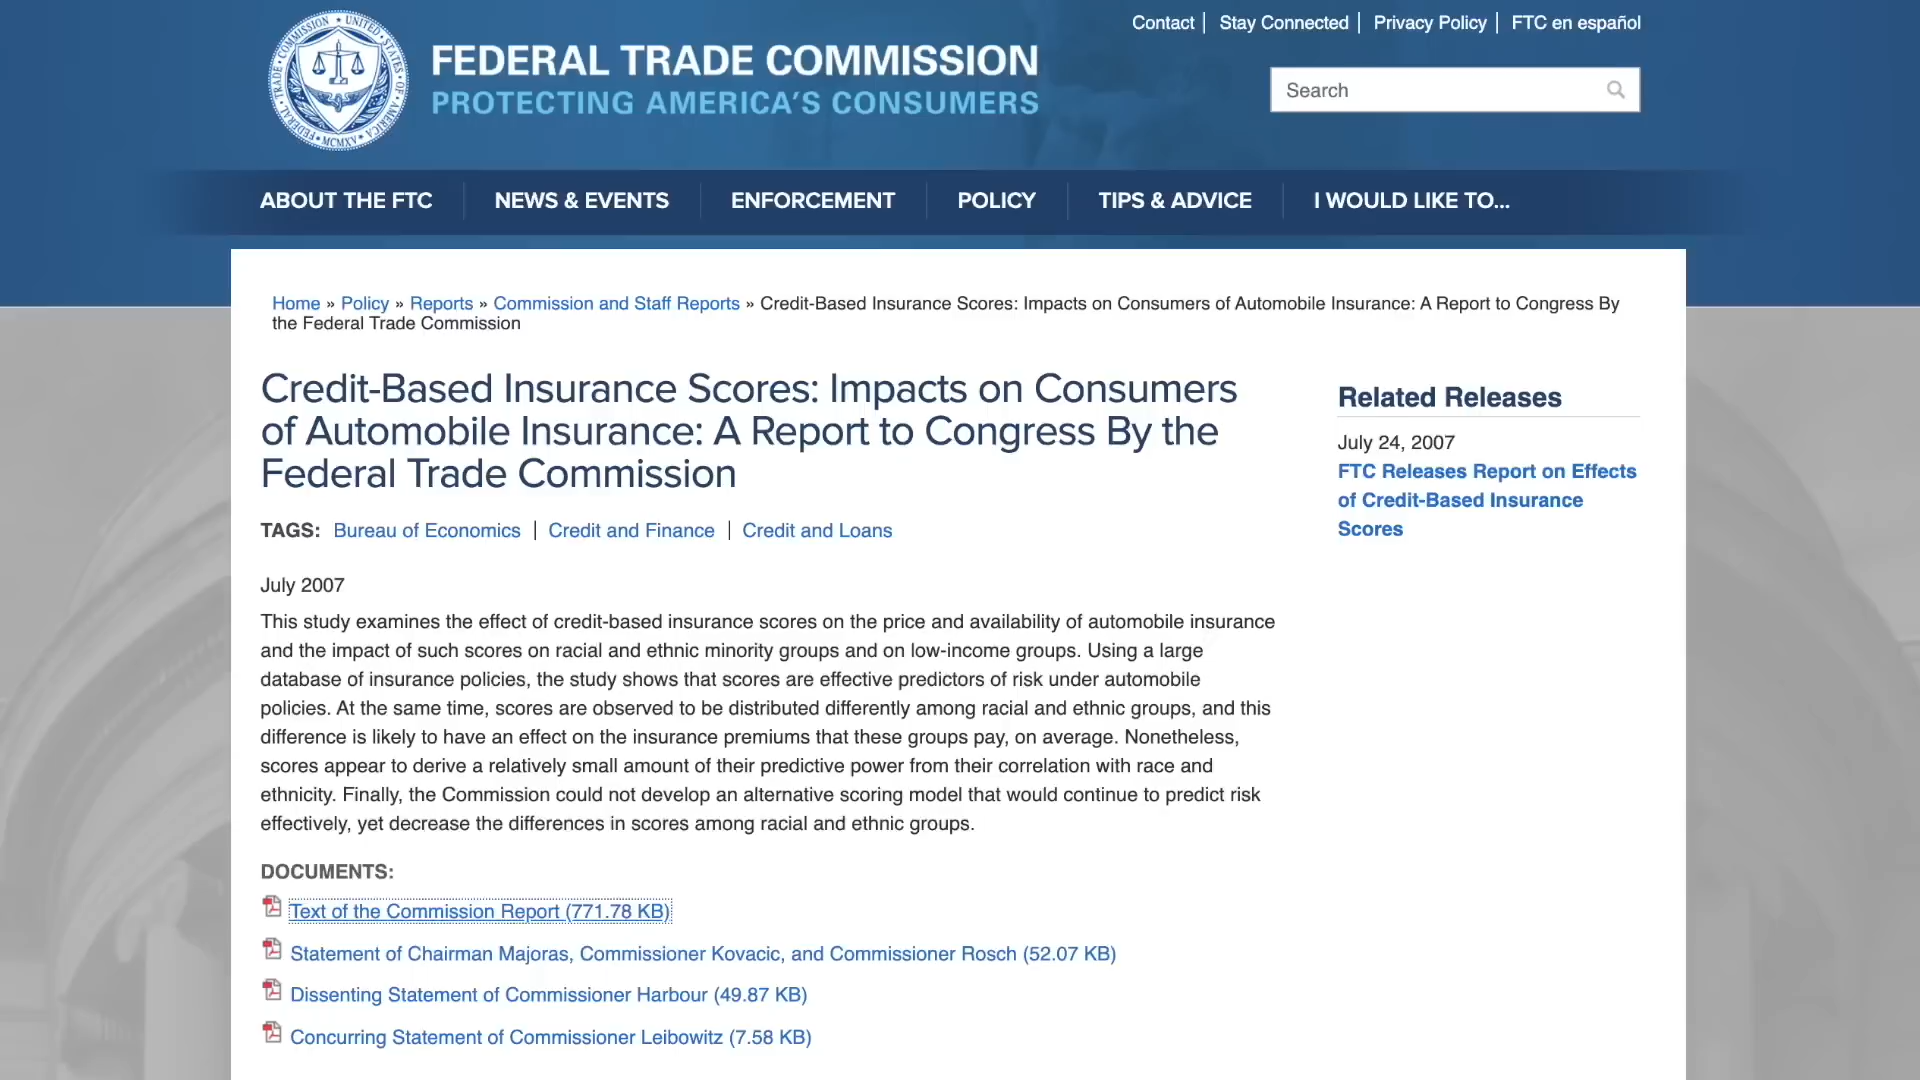 Contact | Stay Connected | Privacy Policy | FTC en español
FEDERAL TRADE COMMISSION
PROTECTING AMERICA'S CONSUMERS
Search
ABOUT THE FTC
NEWS & EVENTS
ENFORCEMENT
POLICY
TIPS & ADVICE
I WOULD LIKE TO...
Home » Policy » Reports » Commission and Staff Reports » Credit-Based Insurance Scores: Impacts on Consumers of Automobile Insurance: A Report to Congress By
the Federal Trade Commission
Credit-Based Insurance Scores: Impacts on Consumers
of Automobile Insurance: A Report to Congress By the
Federal Trade Commission
TAGS: Bureau of Economics | Credit and Finance | Credit and Loans
July 2007
This study examines the effect of credit-based insurance scores on the price and availability of automobile insurance
and the impact of such scores on racial and ethnic minority groups and on low-income groups. Using a large
database of insurance policies, the study shows that scores are effective predictors of risk under automobile
policies. At the same time, scores are observed to be distributed differently among racial and ethnic groups, and this
difference is likely to have an effect on the insurance premiums that these groups pay, on average. Nonetheless,
scores appear to derive a relatively small amount of their predictive power from their correlation with race and
ethnicity. Finally, the Commission could not develop an alternative scoring model that would continue to predict risk
effectively, yet decrease the differences in scores among racial and ethnic groups.
DOCUMENTS:
Text of the Commission Report (771.78 KB)
Statement of Chairman Majoras, Commissioner Kovacic, and Commissioner Rosch (52.07 KB)
Dissenting Statement of Commissioner Harbour (49.87 KB)
Concurring Statement of Commissioner Leibowitz (7.58 KB)
Related Releases
July 24, 2007
FTC Releases Report on Effects
of Credit-Based Insurance
Scores
FEDERAL TRADE COMMISSION • UNITED STATES OF AMERICA
MCMXV